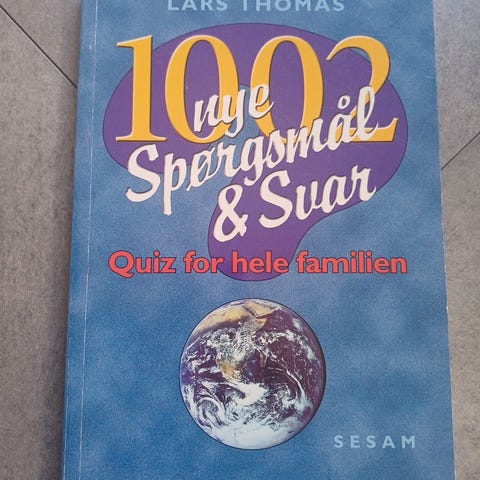 LARS THOMAS
1002
nye
Spørgsmål
& Svar
Quiz for hele familien
SESAM